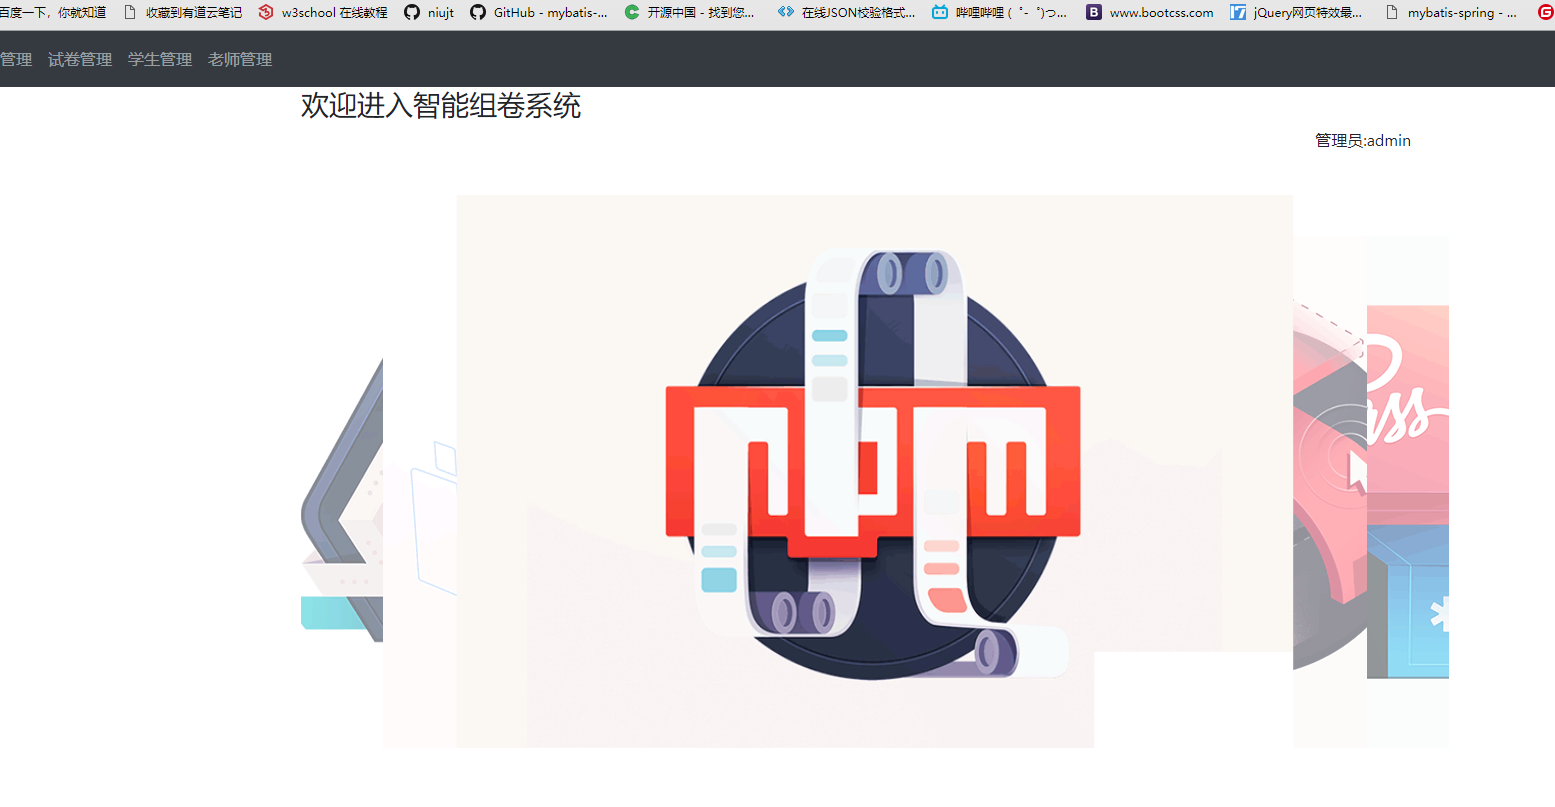 百度一下，你就知道 收藏到有道云笔记 w3school 在线教程 niujt GitHub - mybatis-... 开源中国 - 找到您... 在线JSON校验格式... 哔哩哔哩 ( ゜- ゜)つ... www.bootcss.com jQuery网页特效最... mybatis-spring - ...
管理 试卷管理 学生管理 老师管理
欢迎进入智能组卷系统
管理员:admin
npm